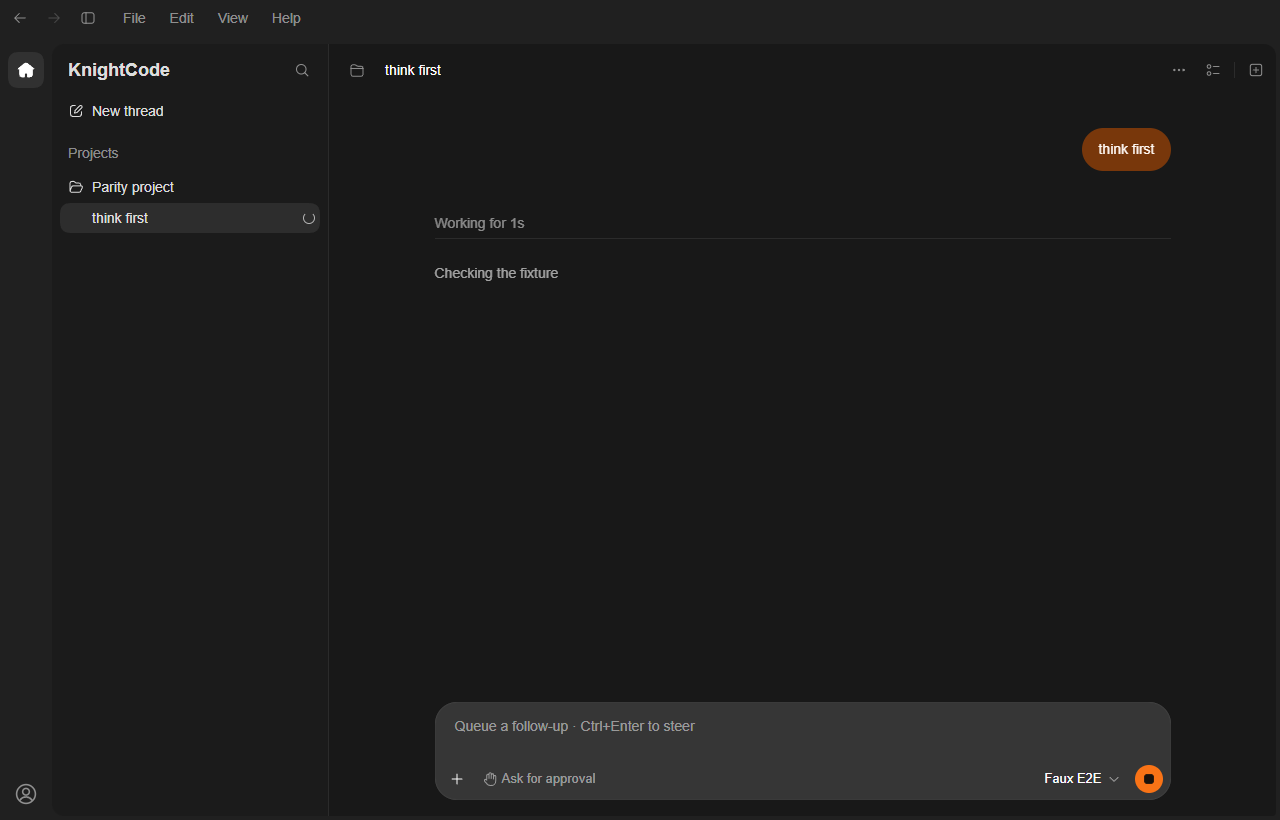 File Edit View Help
KnightCode
New thread
Projects
Parity project
think first
think first
think first
Working for 1s
Checking the fixture
Queue a follow-up · Ctrl+Enter to steer
Ask for approval
Faux E2E